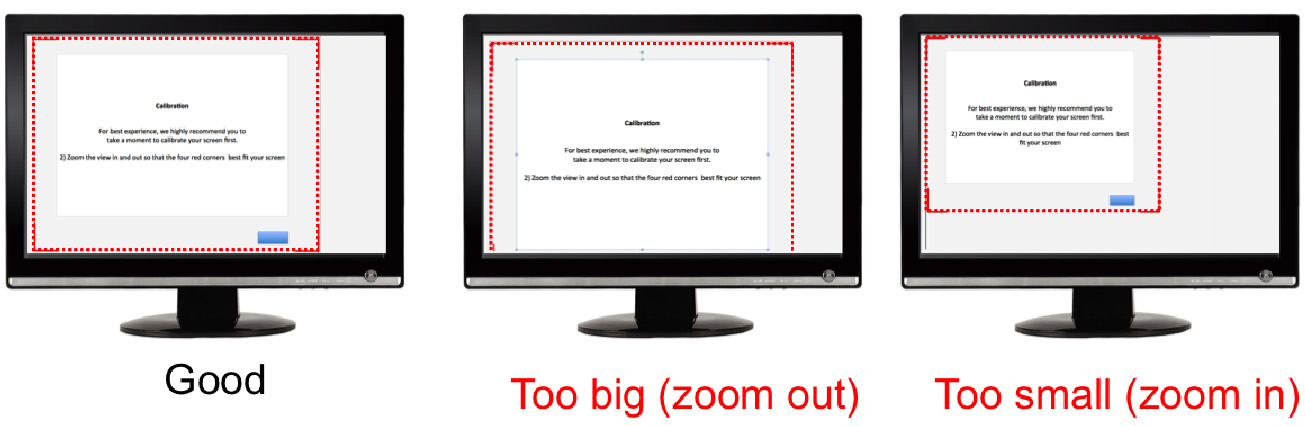 Calibration
For best experience, we highly recommend you to
take a moment to calibrate your screen first.
2) Zoom the view in and out so that the four red corners best fit your screen
Good
Calibration
For best experience, we highly recommend you to
take a moment to calibrate your screen first.
2) Zoom the view in and out so that the four red corners best fit your screen
Too big (zoom out)
Calibration
For best experience, we highly recommend you to
take a moment to calibrate your screen first.
2) Zoom the view in and out so that the four red corners best
fit your screen
Too small (zoom in)